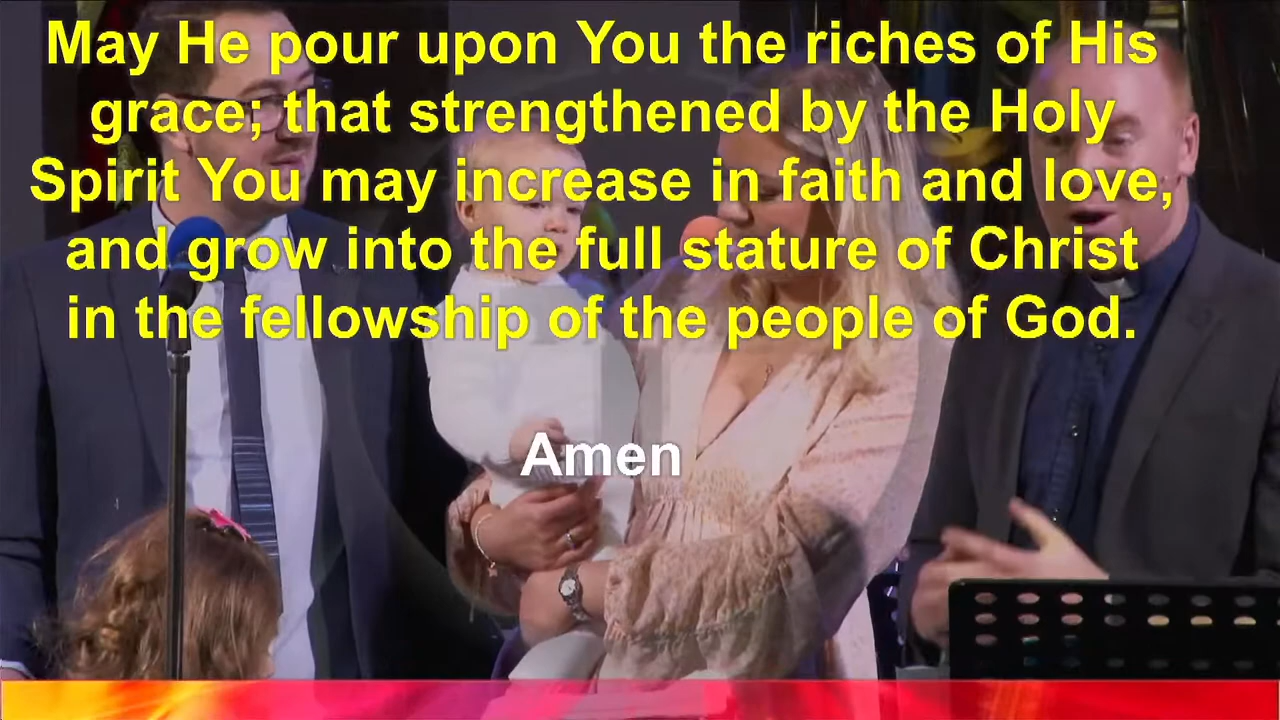 May He pour upon You the riches of His
grace; that strengthened by the Holy
Spirit You may increase in faith and love,
and grow into the full stature of Christ
in the fellowship of the people of God.
Amen